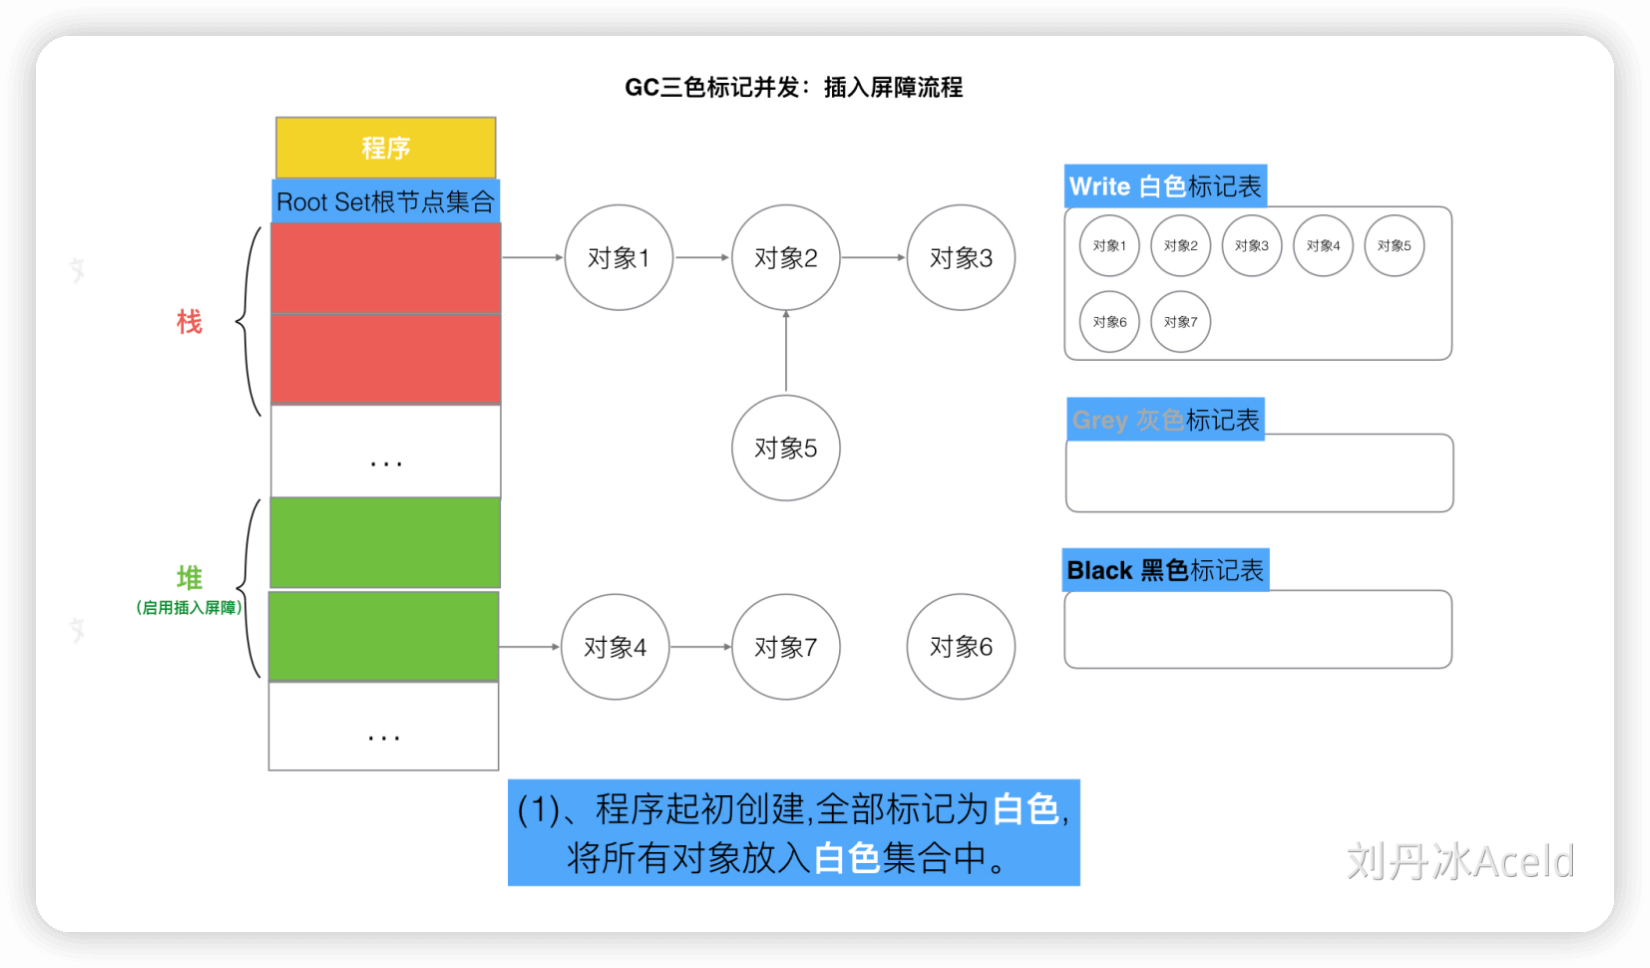 GC三色标记并发：插入屏障流程
程序
Root Set根节点集合
栈
...
堆
(启用插入屏障)
...
对象1
对象2
对象3
对象5
对象4
对象7
对象6
Write 白色标记表
对象1 对象2 对象3 对象4 对象5
对象6 对象7
Grey 灰色标记表
Black 黑色标记表
(1)、程序起初创建,全部标记为白色,
将所有对象放入白色集合中。
刘丹冰Aceld